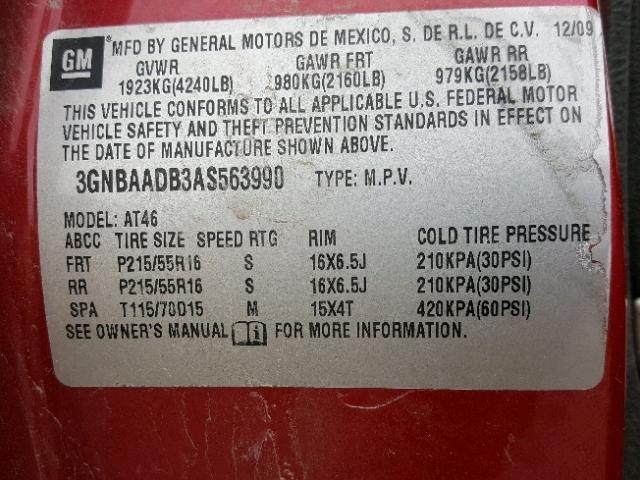 GM MFD BY GENERAL MOTORS DE MEXICO, S. DE R.L. DE C.V. 12/09
GVWR GAWR FRT GAWR RR
1923KG(4240LB) 980KG(2160LB) 979KG(2158LB)
THIS VEHICLE CONFORMS TO ALL APPLICABLE U.S. FEDERAL MOTOR
VEHICLE SAFETY AND THEFT PREVENTION STANDARDS IN EFFECT ON
THE DATE OF MANUFACTURE SHOWN ABOVE.
3GNBAADB3AS563990 TYPE: M.P.V.
MODEL: AT46
ABCC TIRE SIZE SPEED RTG RIM COLD TIRE PRESSURE
FRT P215/55R16 S 16X6.5J 210KPA(30PSI)
RR P215/55R16 S 16X6.5J 210KPA(30PSI)
SPA T115/70D15 M 15X4T 420KPA(60PSI)
SEE OWNER'S MANUAL i FOR MORE INFORMATION.